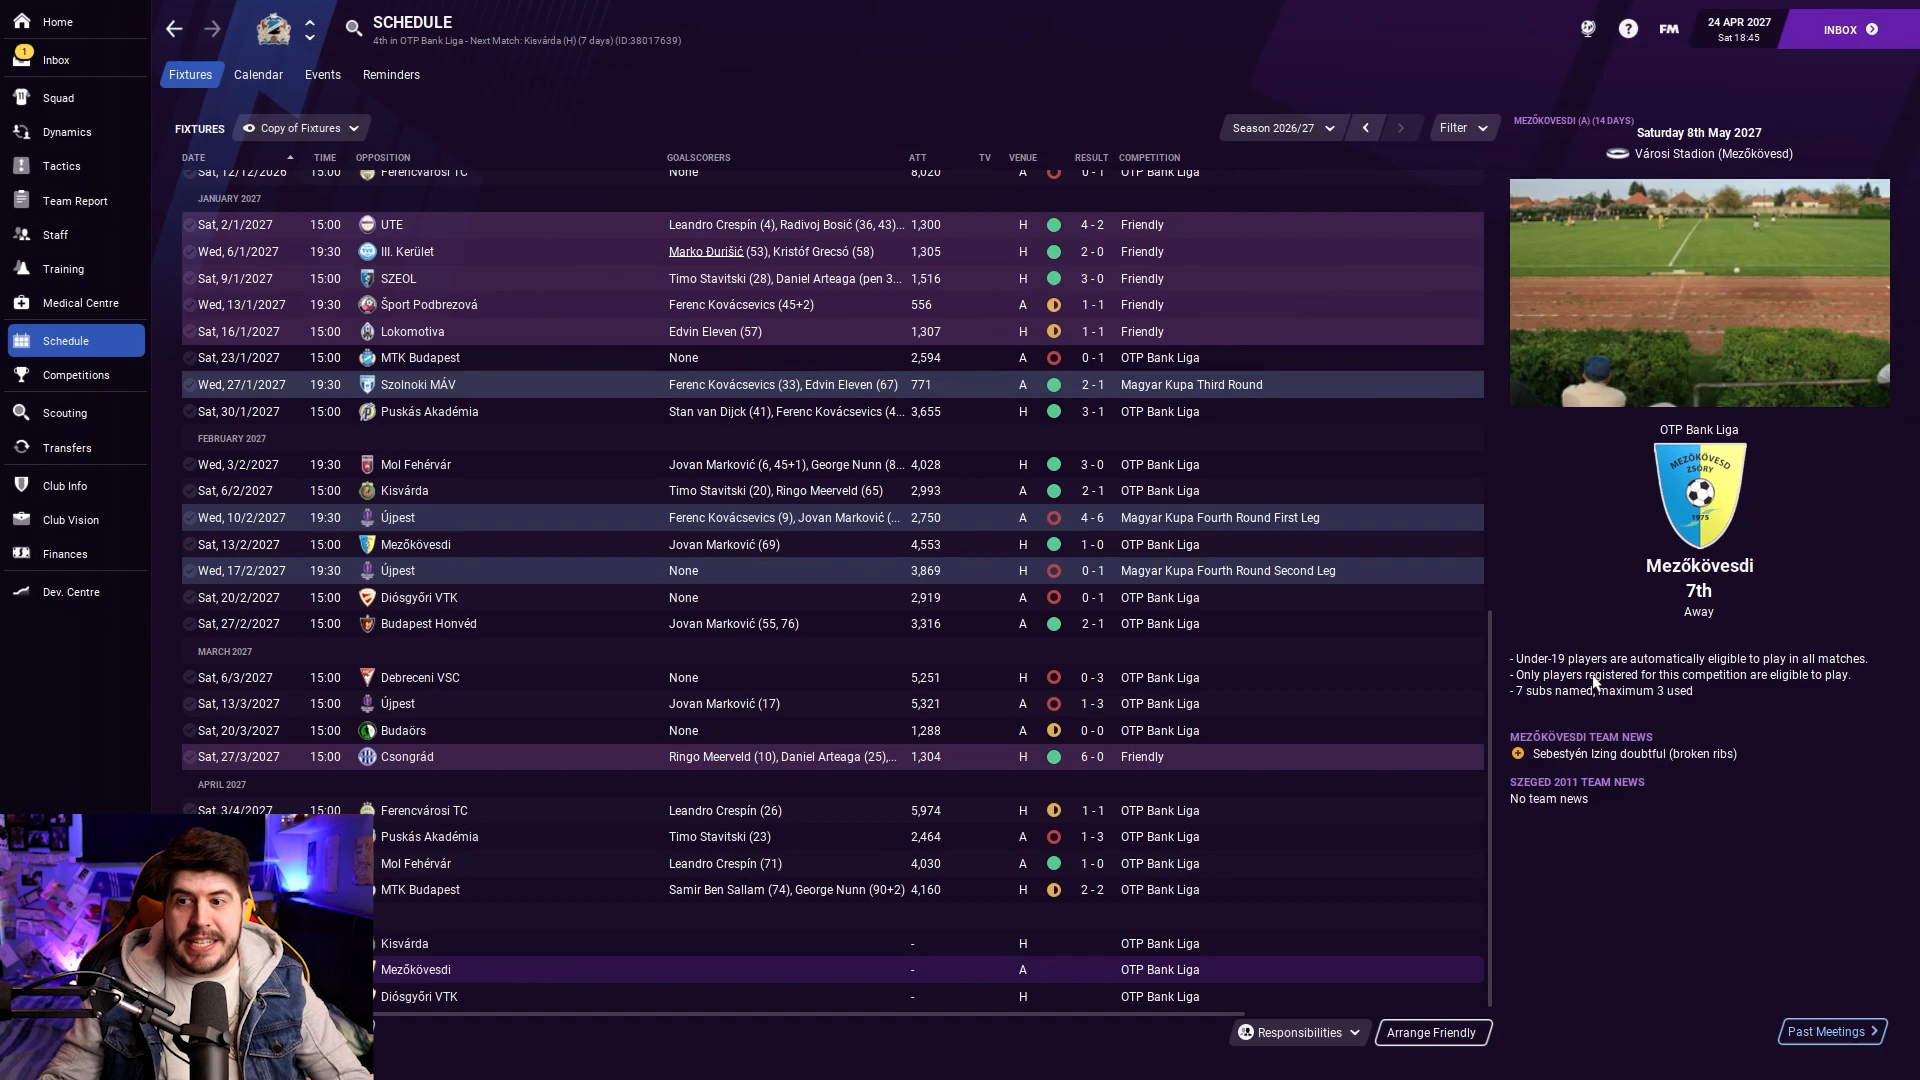 Home
1
Inbox
Squad
Dynamics
Tactics
Team Report
Staff
Training
Medical Centre
Schedule
Competitions
Scouting
Transfers
Club Info
Club Vision
Finances
Dev. Centre
SCHEDULE
4th in OTP Bank Liga - Next Match: Kisvárda (H) (7 days) (ID:38017639)
FM
24 APR 2027
Sat 18:45
INBOX
Fixtures Calendar Events Reminders
FIXTURES Copy of Fixtures Season 2026/27 Filter
DATE TIME OPPOSITION GOALSCORERS ATT TV VENUE RESULT COMPETITION
Sat, 12/12/2026 15:00 Ferencvárosi TC None 8,020 A 0 - 1 OTP Bank Liga
JANUARY 2027
Sat, 2/1/2027 15:00 UTE Leandro Crespín (4), Radivoj Bosić (36, 43)... 1,300 H 4 - 2 Friendly
Wed, 6/1/2027 19:30 III. Kerület Marko Đurišić (53), Kristóf Grecsó (58) 1,305 H 2 - 0 Friendly
Sat, 9/1/2027 15:00 SZEOL Timo Stavitski (28), Daniel Arteaga (pen 3... 1,516 H 3 - 0 Friendly
Wed, 13/1/2027 19:30 Šport Podbrezová Ferenc Kovácsevics (45+2) 556 A 1 - 1 Friendly
Sat, 16/1/2027 15:00 Lokomotiva Edvin Eleven (57) 1,307 H 1 - 1 Friendly
Sat, 23/1/2027 15:00 MTK Budapest None 2,594 A 0 - 1 OTP Bank Liga
Wed, 27/1/2027 19:30 Szolnoki MÁV Ferenc Kovácsevics (33), Edvin Eleven (67) 771 A 2 - 1 Magyar Kupa Third Round
Sat, 30/1/2027 15:00 Puskás Akadémia Stan van Dijck (41), Ferenc Kovácsevics (4... 3,655 H 3 - 1 OTP Bank Liga
FEBRUARY 2027
Wed, 3/2/2027 19:30 Mol Fehérvár Jovan Marković (6, 45+1), George Nunn (8... 4,028 H 3 - 0 OTP Bank Liga
Sat, 6/2/2027 15:00 Kisvárda Timo Stavitski (20), Ringo Meerveld (65) 2,993 A 2 - 1 OTP Bank Liga
Wed, 10/2/2027 19:30 Újpest Ferenc Kovácsevics (9), Jovan Marković (... 2,750 A 4 - 6 Magyar Kupa Fourth Round First Leg
Sat, 13/2/2027 15:00 Mezőkövesdi Jovan Marković (69) 4,553 H 1 - 0 OTP Bank Liga
Wed, 17/2/2027 19:30 Újpest None 3,869 H 0 - 1 Magyar Kupa Fourth Round Second Leg
Sat, 20/2/2027 15:00 Diósgyőri VTK None 2,919 A 0 - 1 OTP Bank Liga
Sat, 27/2/2027 15:00 Budapest Honvéd Jovan Marković (55, 76) 3,316 A 2 - 1 OTP Bank Liga
MARCH 2027
Sat, 6/3/2027 15:00 Debreceni VSC None 5,251 H 0 - 3 OTP Bank Liga
Sat, 13/3/2027 15:00 Újpest Jovan Marković (17) 5,321 A 1 - 3 OTP Bank Liga
Sat, 20/3/2027 15:00 Budaörs None 1,288 A 0 - 0 OTP Bank Liga
Sat, 27/3/2027 15:00 Csongrád Ringo Meerveld (10), Daniel Arteaga (25),... 1,304 H 6 - 0 Friendly
APRIL 2027
Sat, 3/4/2027 15:00 Ferencvárosi TC Leandro Crespín (26) 5,974 H 1 - 1 OTP Bank Liga
Puskás Akadémia Timo Stavitski (23) 2,464 A 1 - 3 OTP Bank Liga
Mol Fehérvár Leandro Crespín (71) 4,030 A 1 - 0 OTP Bank Liga
MTK Budapest Samir Ben Sallam (74), George Nunn (90+2) 4,160 H 2 - 2 OTP Bank Liga
Kisvárda - H OTP Bank Liga
Mezőkövesdi - A OTP Bank Liga
Diósgyőri VTK - H OTP Bank Liga
Responsibilities Arrange Friendly
MEZŐKÖVESDI (A) (14 DAYS)
Saturday 8th May 2027
Városi Stadion (Mezőkövesd)
OTP Bank Liga
MEZŐKÖVESD
ZSÓRY
1975
Mezőkövesdi
7th
Away
- Under-19 players are automatically eligible to play in all matches.
- Only players registered for this competition are eligible to play.
- 7 subs named, maximum 3 used
MEZŐKÖVESDI TEAM NEWS
Sebestyén Izing doubtful (broken ribs)
SZEGED 2011 TEAM NEWS
No team news
Past Meetings